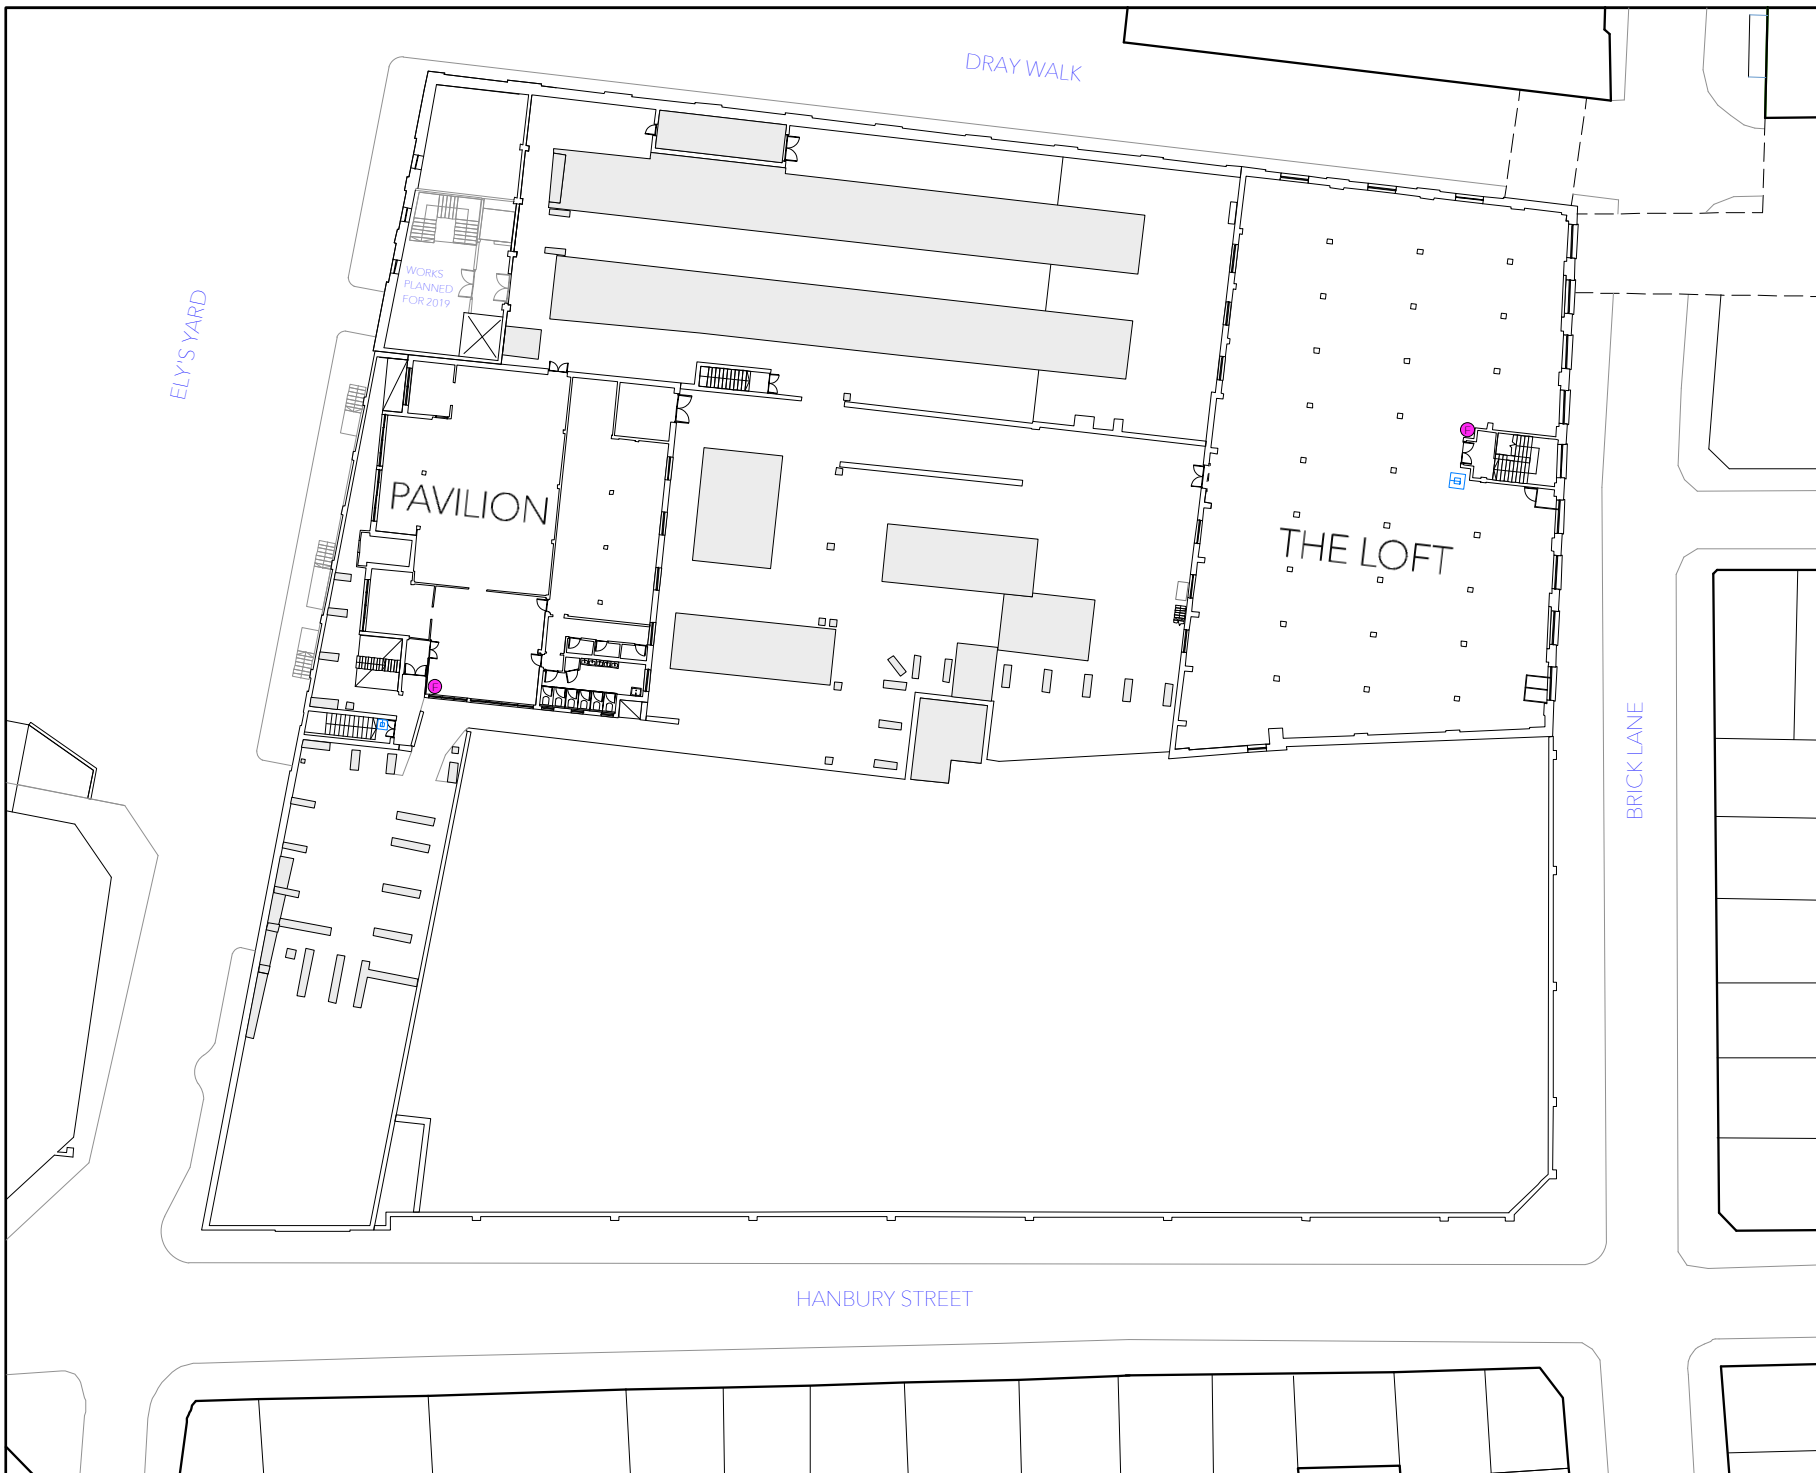 DRAY WALK
WORKS
PLANNED
FOR 2019
ELY'S YARD
PAVILION
THE LOFT
BRICK LANE
HANBURY STREET